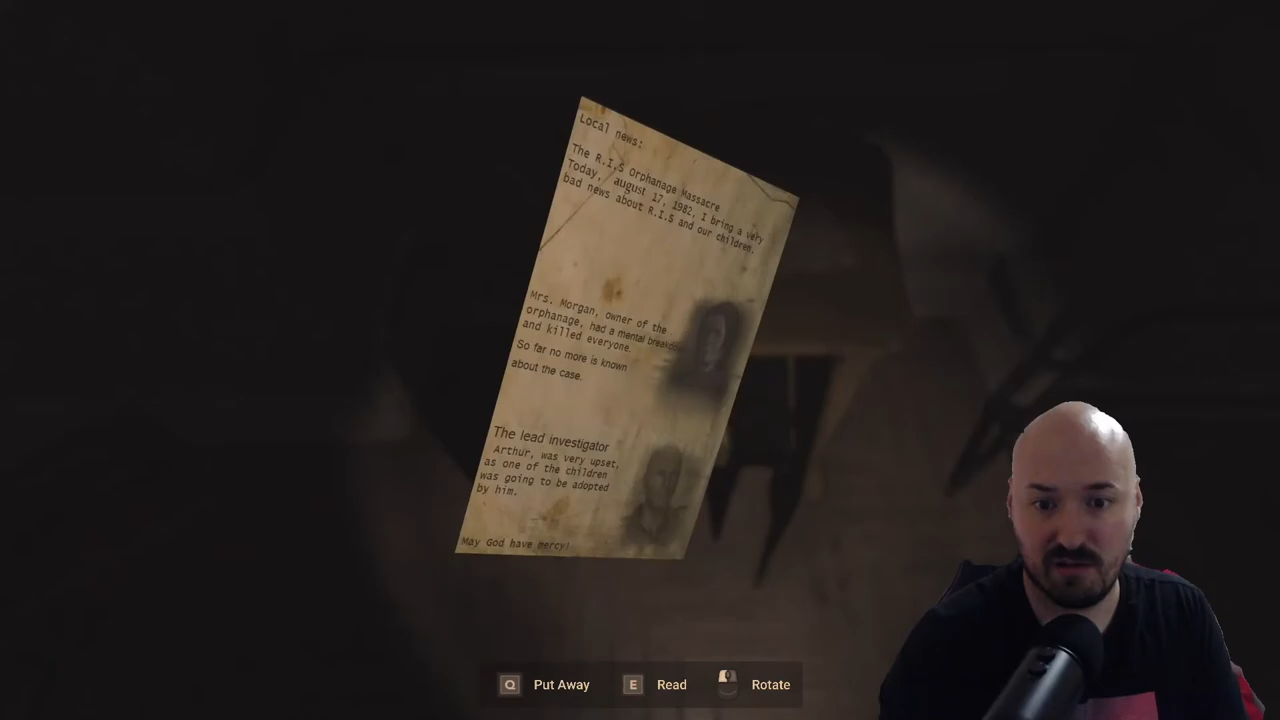 Local news:
The R.I.S Orphanage Massacre
Today, august 17, 1982, I bring a very
bad news about R.I.S and our children.
Mrs. Morgan, owner of the
orphanage, had a mental
and killed everyone.
So far no more is known
about the case.
The lead investigator
Arthur, was very upset,
as one of the children
was going to be adopted
by him.
May God have mercy!
Q Put Away
E Read
Rotate